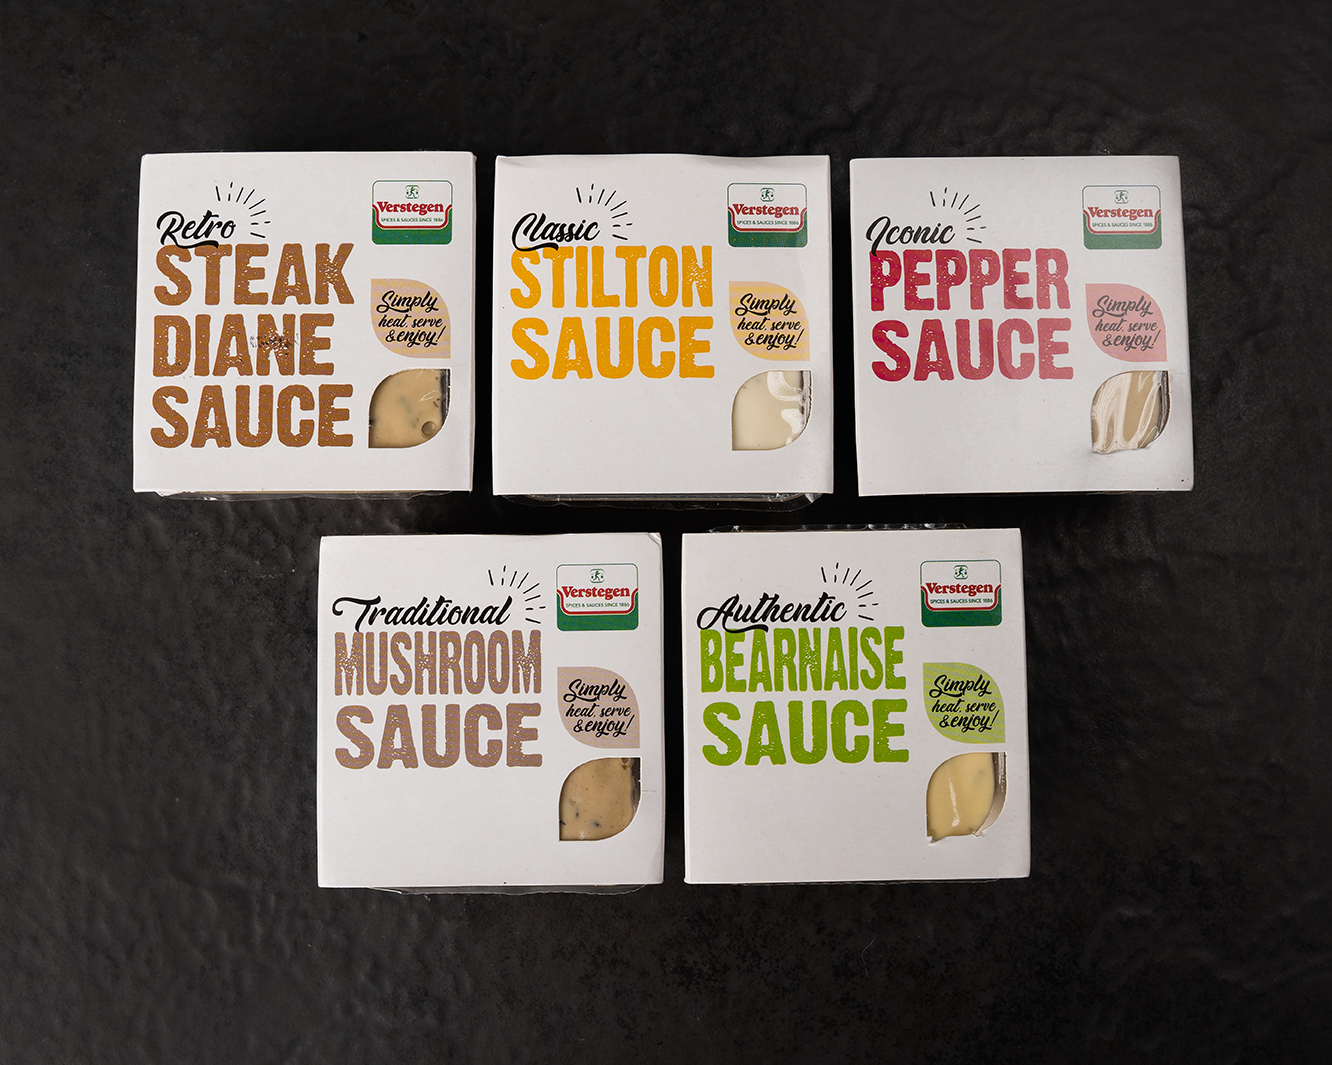 Retro
STEAK
DIANE
SAUCE
Verstegen
SPICES & SAUCES SINCE 1886
Simply
heat, serve
& enjoy!
Classic
STILTON
SAUCE
Verstegen
SPICES & SAUCES SINCE 1886
Simply
heat, serve
& enjoy!
Iconic
PEPPER
SAUCE
Verstegen
SPICES & SAUCES SINCE 1886
Simply
heat, serve
& enjoy!
Traditional
MUSHROOM
SAUCE
Verstegen
SPICES & SAUCES SINCE 1886
Simply
heat, serve
& enjoy!
Authentic
BEARNAISE
SAUCE
Verstegen
SPICES & SAUCES SINCE 1886
Simply
heat, serve
& enjoy!